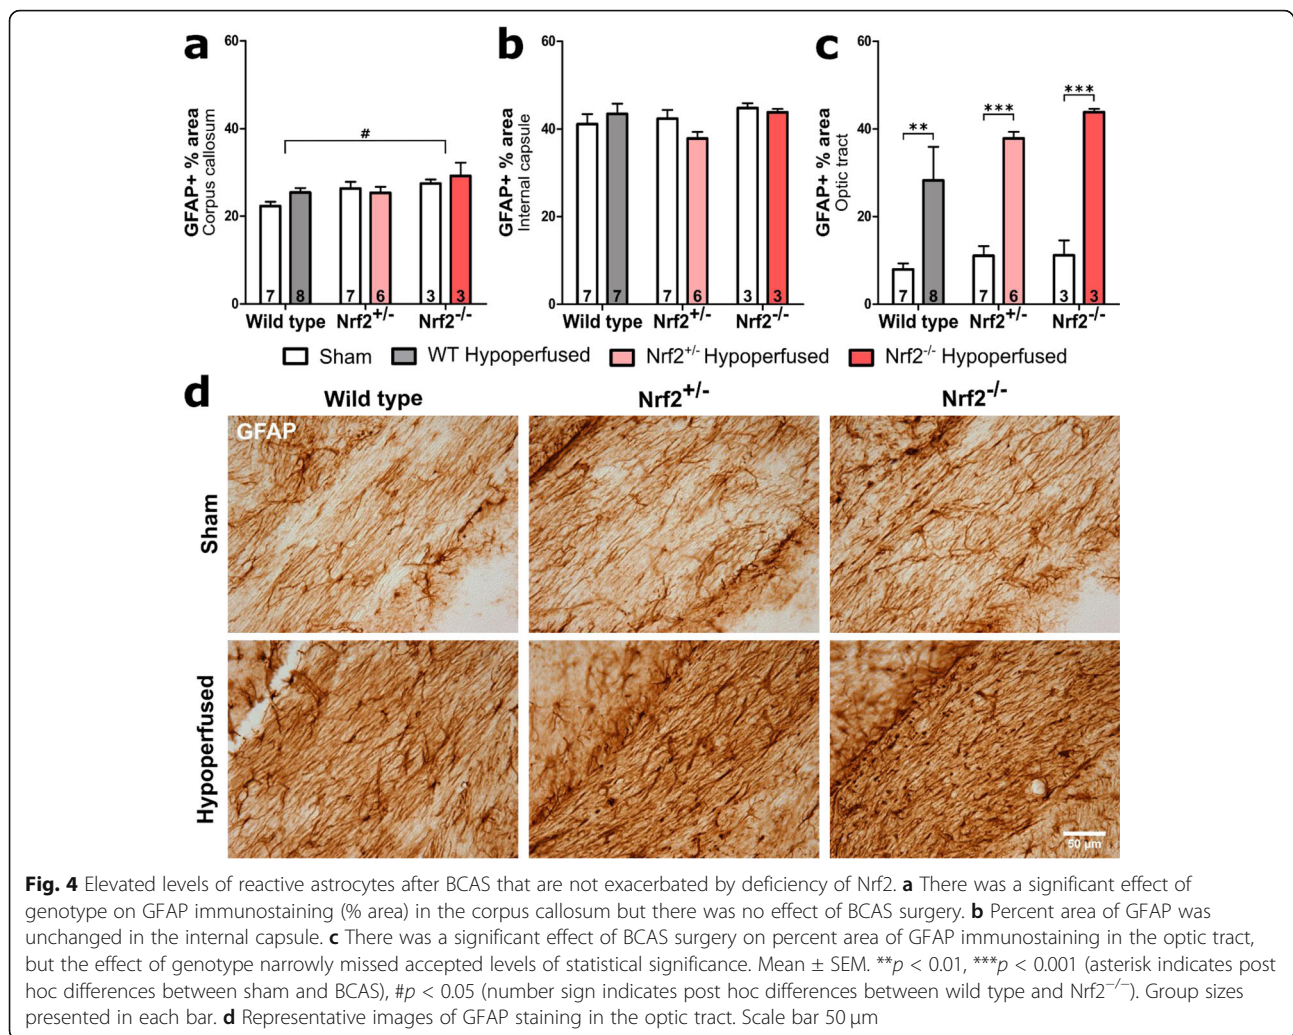 a
60
40
20
0
GFAP+ % area
Corpus callosum
#
7 8 7 6 3 3
Wild type Nrf2+/- Nrf2-/-
b
60
40
20
0
GFAP+ % area
Internal capsule
7 7 7 6 3 3
Wild type Nrf2+/- Nrf2-/-
c
60
40
20
0
GFAP+ % area
Optic tract
** *** ***
7 8 7 6 3 3
Wild type Nrf2+/- Nrf2-/-
Sham WT Hypoperfused Nrf2+/- Hypoperfused Nrf2-/- Hypoperfused
d
Wild type Nrf2+/- Nrf2-/-
GFAP
Sham
Hypoperfused
50 µm
Fig. 4 Elevated levels of reactive astrocytes after BCAS that are not exacerbated by deficiency of Nrf2. a There was a significant effect of
genotype on GFAP immunostaining (% area) in the corpus callosum but there was no effect of BCAS surgery. b Percent area of GFAP was
unchanged in the internal capsule. c There was a significant effect of BCAS surgery on percent area of GFAP immunostaining in the optic tract,
but the effect of genotype narrowly missed accepted levels of statistical significance. Mean ± SEM. **p < 0.01, ***p < 0.001 (asterisk indicates post
hoc differences between sham and BCAS), #p < 0.05 (number sign indicates post hoc differences between wild type and Nrf2−/−). Group sizes
presented in each bar. d Representative images of GFAP staining in the optic tract. Scale bar 50 µm